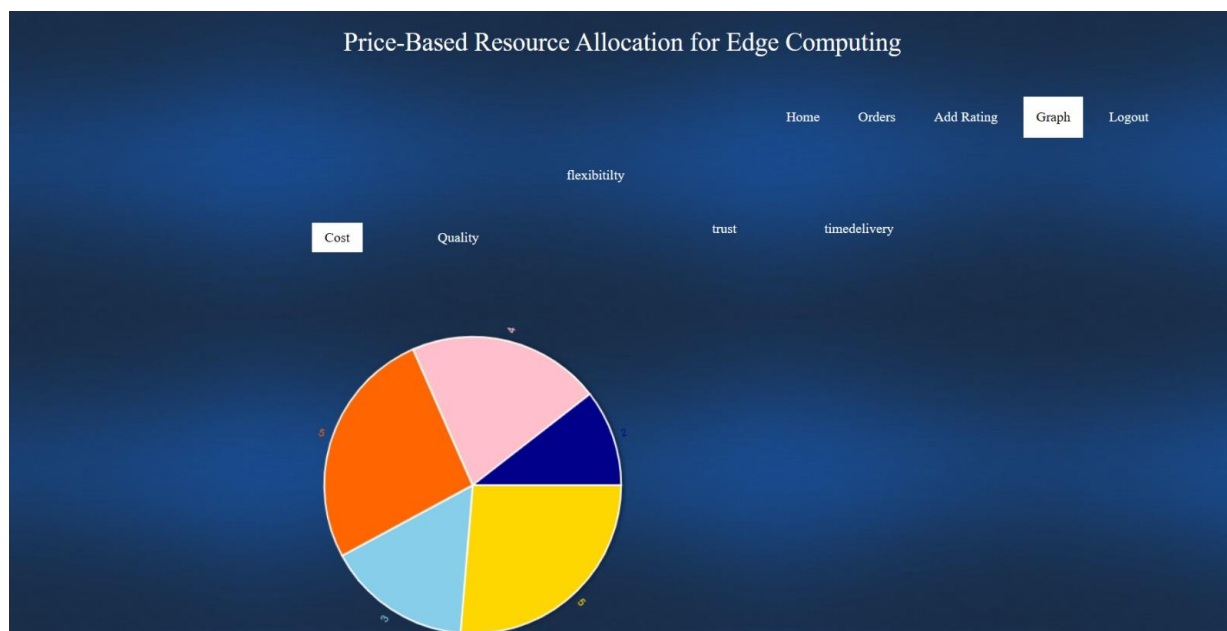 Price-Based Resource Allocation for Edge Computing
Home Orders Add Rating Graph Logout
flexibitilty
Cost Quality trust timedelivery
4
5
2
3
5